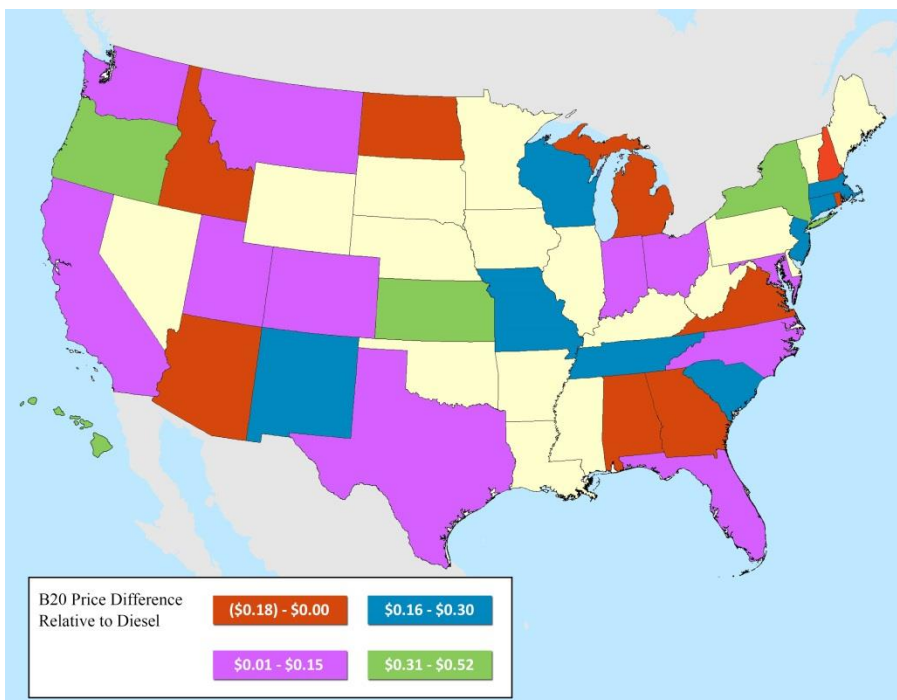 B20 Price Difference
Relative to Diesel
($0.18) - $0.00
$0.16 - $0.30
$0.01 - $0.15
$0.31 - $0.52